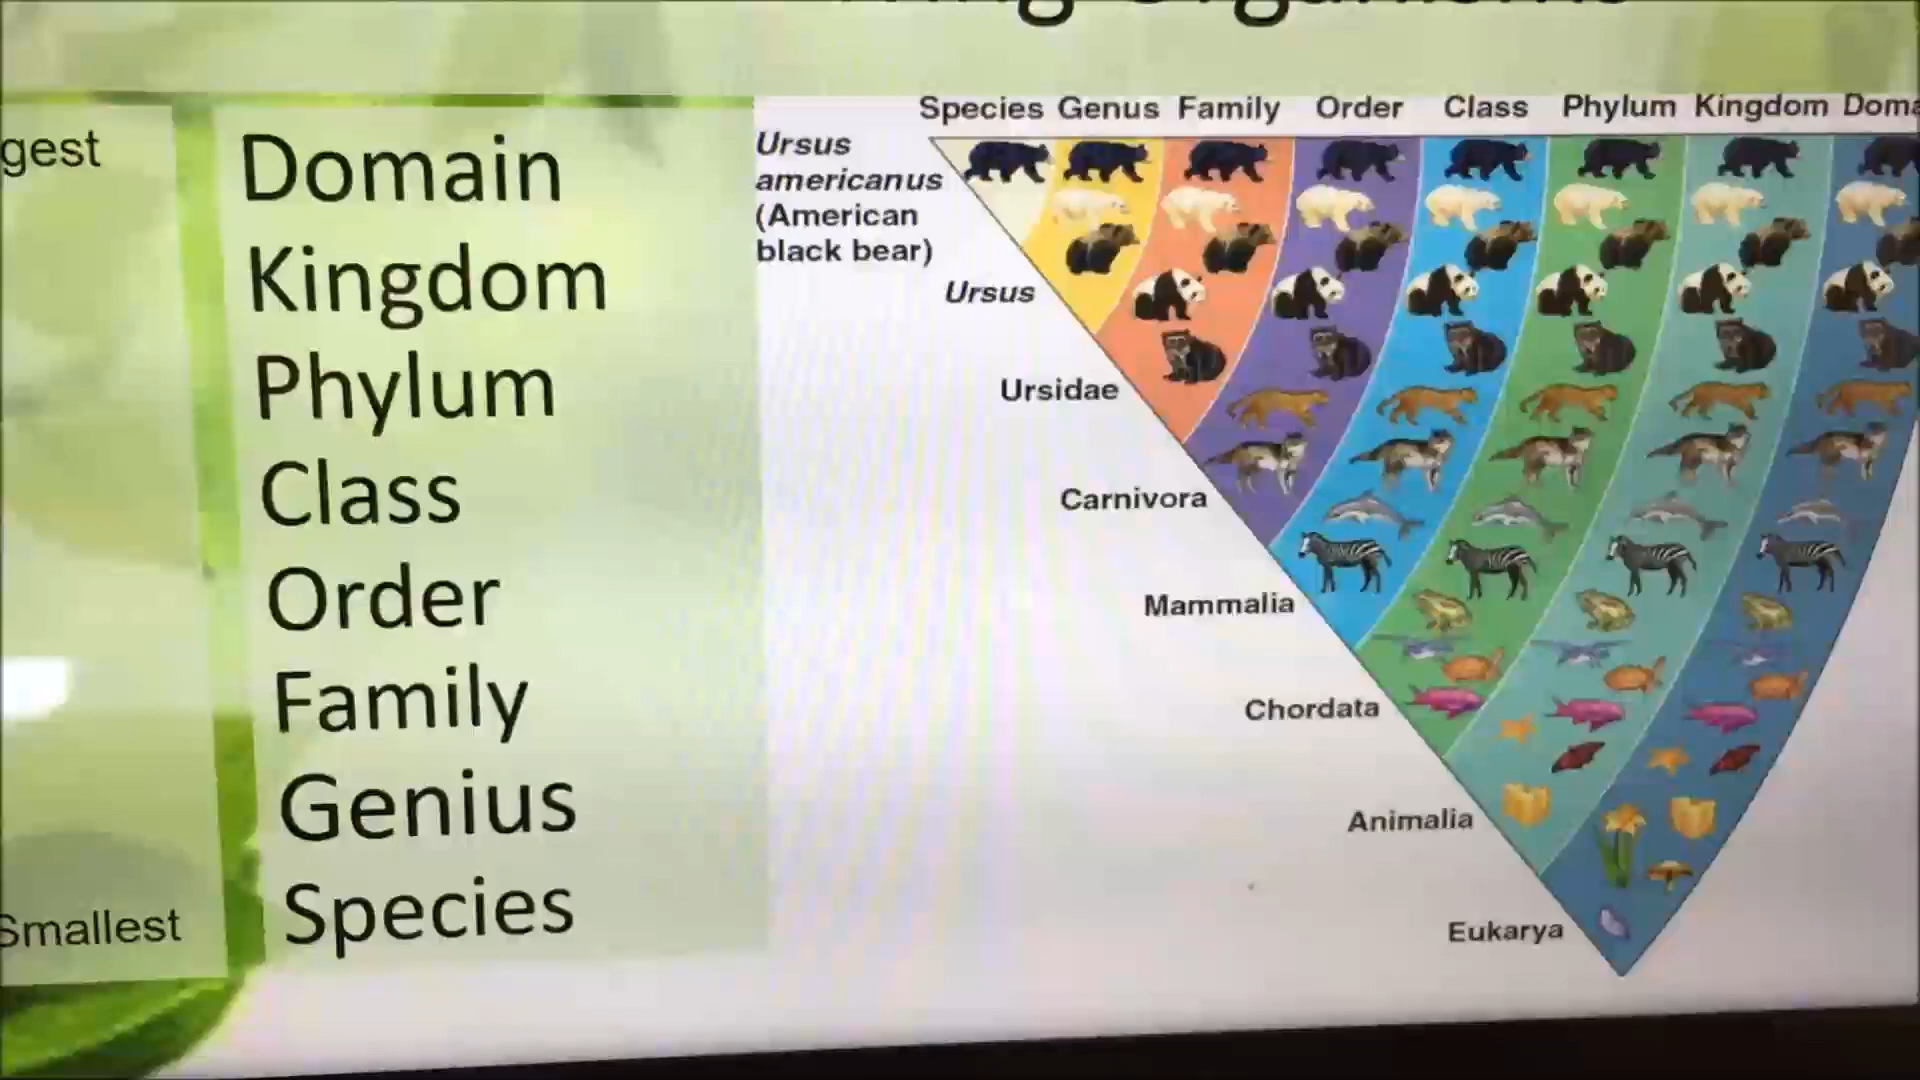 gest
Domain
Kingdom
Phylum
Class
Order
Family
Genius
Species
Smallest
Species Genus Family Order Class Phylum Kingdom Doma
Ursus
americanus
(American
black bear)
Ursus
Ursidae
Carnivora
Mammalia
Chordata
Animalia
Eukarya